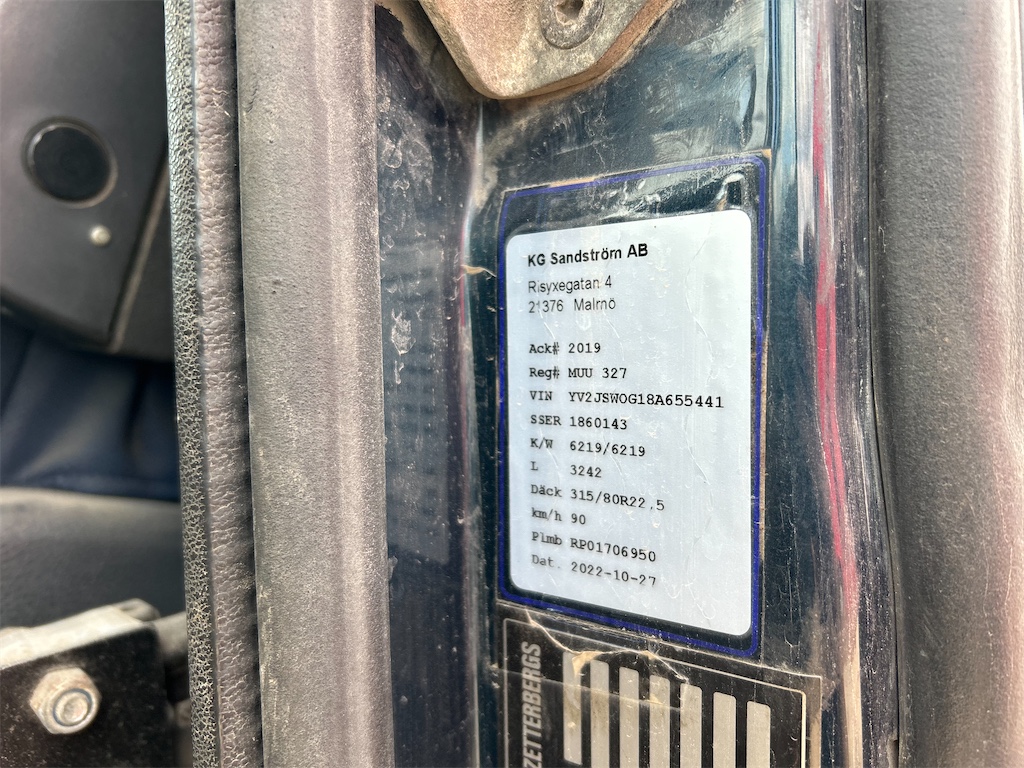 KG Sandström AB
Risyxegatan 4
21376 Malmö
Ack# 2019
Reg# MUU 327
VIN YV2JSW0G18A655441
SSER 1860143
K/W 6219/6219
L 3242
Däck 315/80R22,5
km/h 90
Plmb RP01706950
Dat. 2022-10-27
ZETTERBERGS